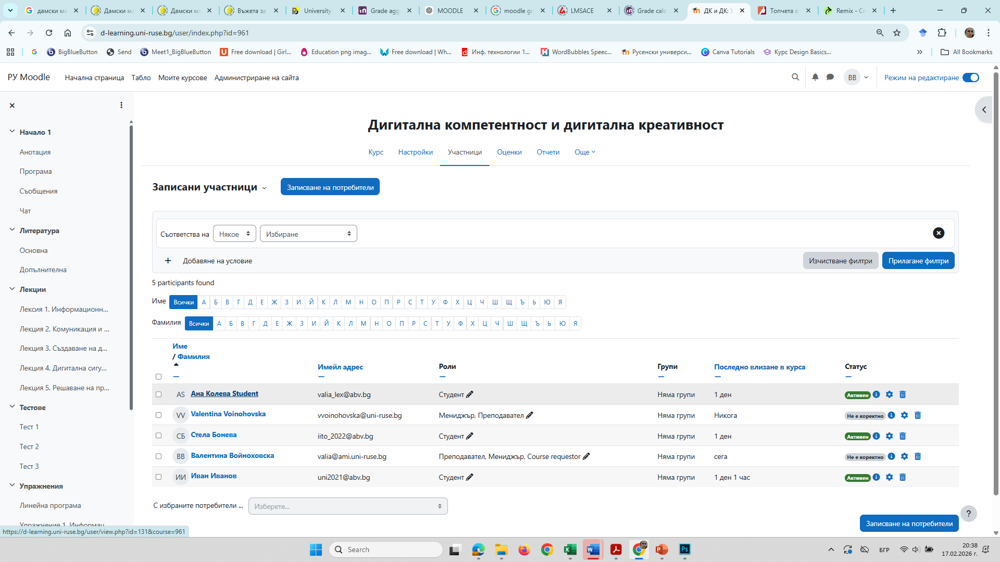 дамски ма
Дамски ма
Дамски ма
Въжета за
University
Grade agg
MOODLE
moodle gr
LMSACE
Grade calc
ДК и ДК: У
Топчета о
Remix - Cr
d-learning.uni-ruse.bg/user/index.php?id=961
BigBlueButton
Send
Meet1_BigBlueButton
Free download | Girl...
Education png imag...
Free download | Wh...
Инф. технологии 1...
WordBubbles Speec...
Русенски универси...
Canva Tutorials
Курс Design Basics...
All Bookmarks
РУ Moodle
Начална страница
Табло
Моите курсове
Администриране на сайта
ВВ
Режим на редактиране
Начало 1
Анотация
Програма
Съобщения
Чат
Литература
Основна
Допълнителна
Лекции
Лексия 1. Информационн...
Лекция 2. Комуникация и ...
Лекция 3. Създаване на д...
Лекция 4. Дигитална сигу...
Лекция 5. Решаване на пр...
Тестове
Тест 1
Тест 2
Тест 3
Упражнения
Линейна програма
Упражнение 1. Информац...
https://d-learning.uni-ruse.bg/user/view.php?id=131&course=961
Дигитална компетентност и дигитална креативност
Курс
Настройки
Участници
Оценки
Отчети
Още
Записани участници
Записване на потребители
Съответства на
Някое
Избиране
Добавяне на условие
Изчистване филтри
Прилагане филтри
5 participants found
Име Всички А Б В Г Д Е Ж З И Й К Л М Н О П Р С Т У Ф Х Ц Ч Ш Щ Ъ Ь Ю Я
Фамилия Всички А Б В Г Д Е Ж З И Й К Л М Н О П Р С Т У Ф Х Ц Ч Ш Щ Ъ Ь Ю Я
Име
/ Фамилия
Имейл адрес
Роли
Групи
Последно влизане в курса
Статус
AS Ана Колева Student valia_lex@abv.bg Студент Няма групи 1 ден Активен
VV Valentina Voinohovska vvoinohovska@uni-ruse.bg Мениджър, Преподавател Няма групи Никога Не е коректно
СБ Стела Бонева iito_2022@abv.bg Студент Няма групи 1 ден Активен
ВВ Валентина Войноховска valia@ami.uni-ruse.bg Преподавател, Мениджър, Course requestor Няма групи сега Не е коректно
ИИ Иван Иванов uni2021@abv.bg Студент Няма групи 1 ден 1 час Активен
С избраните потребители ...
Изберете...
?
Записване на потребители
Search
БГР
20:38
17.02.2026 г.